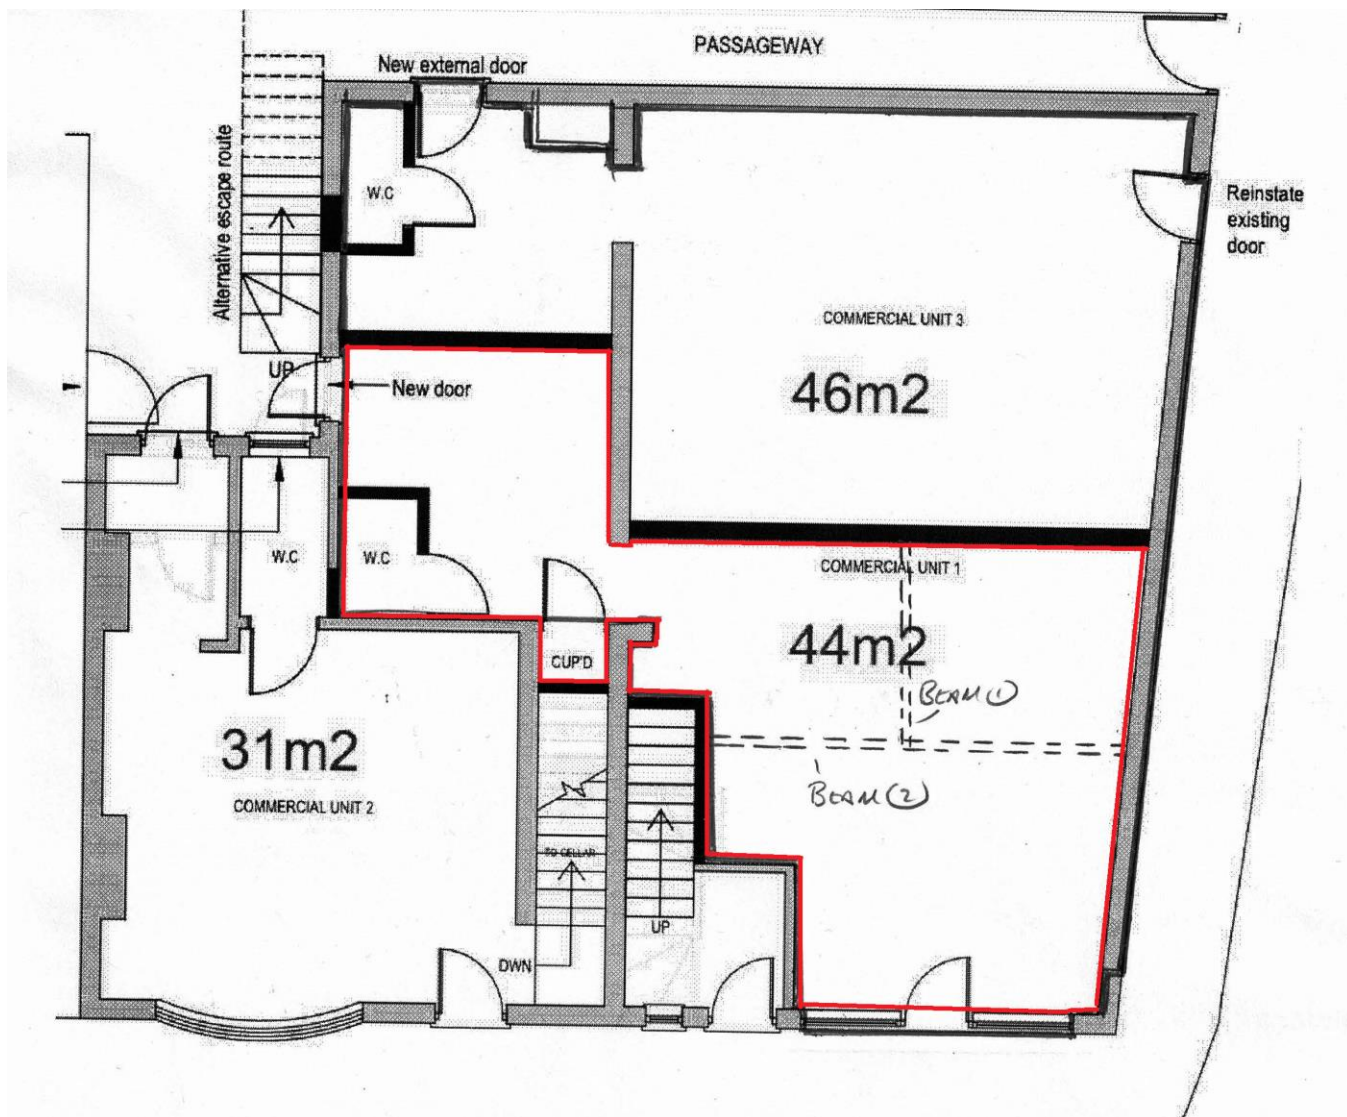 PASSAGEWAY
New external door
Alternative escape route
W.C
Reinstate
existing
door
COMMERCIAL UNIT 3
46m2
UP
New door
W.C
W.C
COMMERCIAL UNIT 1
44m2
CUP'D
BEAM ①
BEAM ②
31m2
COMMERCIAL UNIT 2
TO CELLAR
UP
DWN